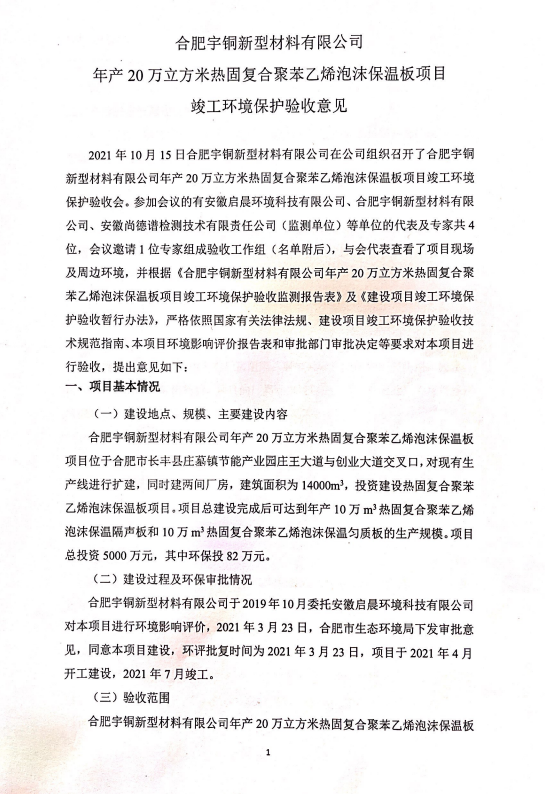 合肥宇铜新型材料有限公司
年产 20 万立方米热固复合聚苯乙烯泡沫保温板项目
竣工环境保护验收意见
2021 年 10 月 15 日合肥宇铜新型材料有限公司在公司组织召开了合肥宇铜
新型材料有限公司年产 20 万立方米热固复合聚苯乙烯泡沫保温板项目竣工环境
保护验收会。参加会议的有安徽启晨环境科技有限公司、合肥宇铜新型材料有限公
司、安徽尚德谱检测技术有限责任公司（监测单位）等单位的代表及专家共 4
位，会议邀请 1 位专家组成验收工作组（名单附后），与会代表查看了项目现场
及周边环境，并根据《合肥宇铜新型材料有限公司年产 20 万立方米热固复合聚
苯乙烯泡沫保温板项目竣工环境保护验收监测报告表》及《建设项目竣工环境保
护验收暂行办法》，严格依照国家有关法律法规、建设项目竣工环境保护验收技
术规范指南、本项目环境影响评价报告表和审批部门审批决定等要求对本项目进
行验收，提出意见如下：
一、项目基本情况
（一）建设地点、规模、主要建设内容
合肥宇铜新型材料有限公司年产 20 万立方米热固复合聚苯乙烯泡沫保温板
项目位于合肥市长丰县庄墓镇节能产业园庄王大道与创业大道交叉口，对现有生
产线进行扩建，同时建两间厂房，建筑面积为 14000m³，投资建设热固复合聚苯
乙烯泡沫保温板项目。项目总建设完成后可达到年产 10 万 m³热固复合聚苯乙烯
泡沫保温隔声板和 10 万 m³ 热固复合聚苯乙烯泡沫保温匀质板的生产规模。项目
总投资 5000 万元，其中环保投 82 万元。
（二）建设过程及环保审批情况
合肥宇铜新型材料有限公司于 2019 年 10 月委托安徽启晨环境科技有限公司
对本项目进行环境影响评价，2021 年 3 月 23 日，合肥市生态环境局下发审批意
见，同意本项目建设，环评批复时间为 2021 年 3 月 23 日，项目于 2021 年 4 月
开工建设，2021 年 7 月竣工。
（三）验收范围
合肥宇铜新型材料有限公司年产 20 万立方米热固复合聚苯乙烯泡沫保温板
1